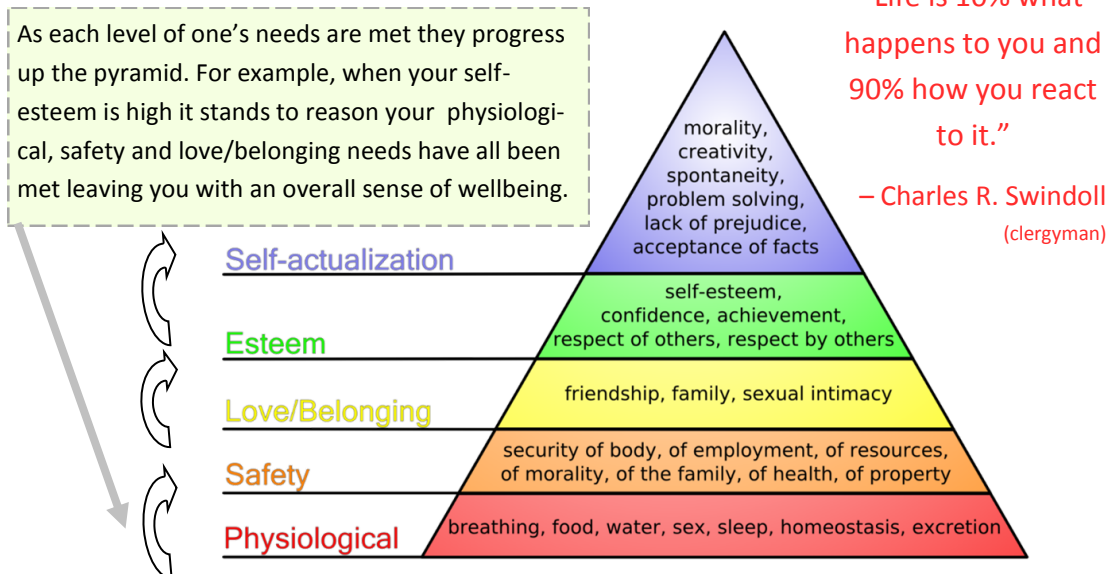 As each level of one's needs are met they progress
up the pyramid. For example, when your self-
esteem is high it stands to reason your physiologi-
cal, safety and love/belonging needs have all been
met leaving you with an overall sense of wellbeing.
Life is 10% what
happens to you and
90% how you react
to it.”
– Charles R. Swindoll
(clergyman)
morality,
creativity,
spontaneity,
problem solving,
lack of prejudice,
acceptance of facts
Self-actualization
self-esteem,
confidence, achievement,
respect of others, respect by others
Esteem
friendship, family, sexual intimacy
Love/Belonging
security of body, of employment, of resources,
of morality, of the family, of health, of property
Safety
breathing, food, water, sex, sleep, homeostasis, excretion
Physiological